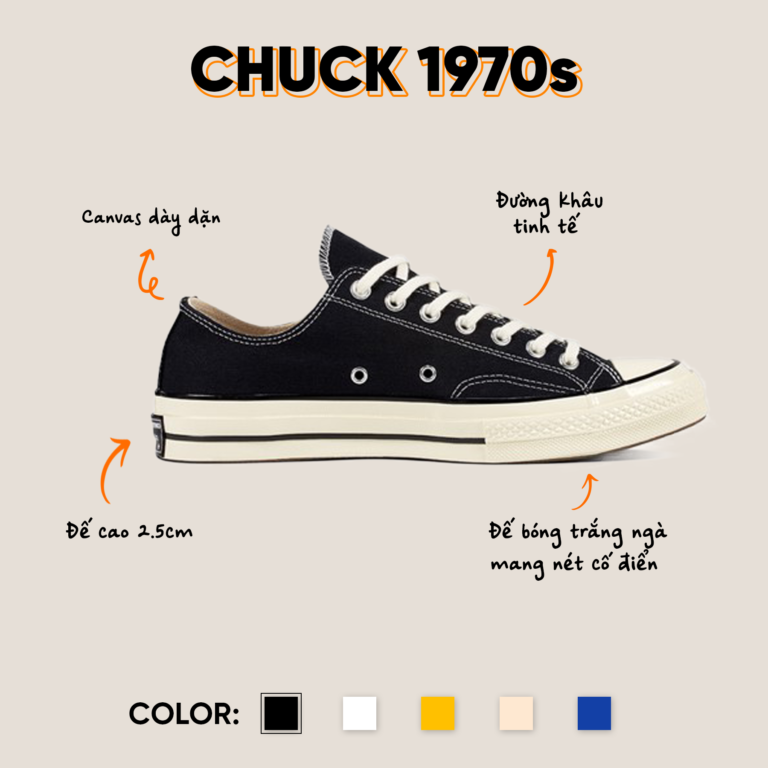 CHUCK 1970s
Canvas dày dặn
Đường khâu
tinh tế
Đế cao 2.5cm
Đế bóng trắng ngà
mang nét cổ điển
COLOR: